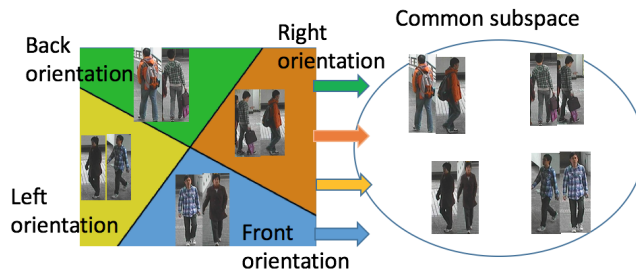 Common subspace
Back
orientation
Right
orientation
Left
orientation
Front
orientation